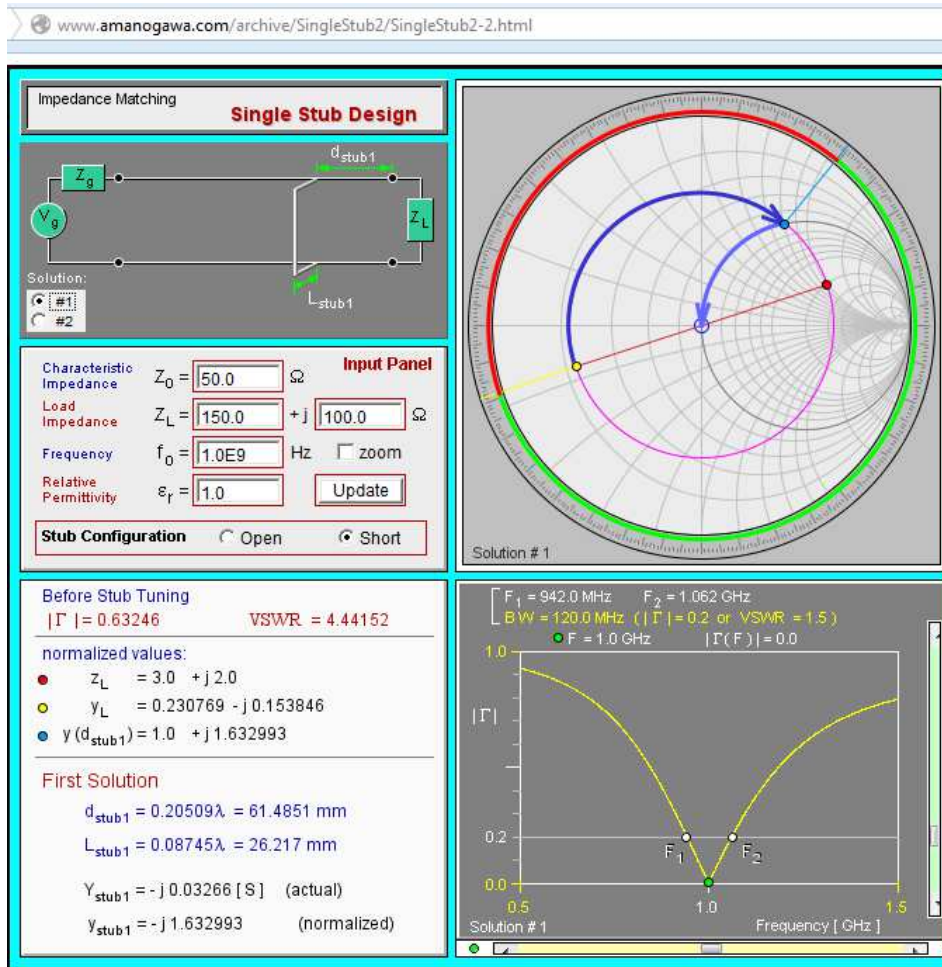 www.amanogawa.com/archive/SingleStub2/SingleStub2-2.html
Impedance Matching
Single Stub Design
d stub1
Z g
V g
Z L
L stub1
Solution:
#1
#2
Input Panel
Characteristic Impedance Z0 = 50.0 Ω
Load Impedance ZL = 150.0 + j 100.0 Ω
Frequency fo = 1.0E9 Hz zoom
Relative Permittivity εr = 1.0 Update
Stub Configuration Open Short
Solution # 1
Before Stub Tuning
|Γ| = 0.63246 VSWR = 4.44152
normalized values:
zL = 3.0 + j 2.0
yL = 0.230769 - j 0.153846
y (dstub1) = 1.0 + j 1.632993
First Solution
dstub1 = 0.20509λ = 61.4851 mm
Lstub1 = 0.08745λ = 26.217 mm
Ystub1 = - j 0.03266 [ S ] (actual)
ystub1 = - j 1.632993 (normalized)
F1 = 942.0 MHz F2 = 1.062 GHz
BW = 120.0 MHz ( |Γ| = 0.2 or VSWR = 1.5 )
F = 1.0 GHz |Γ(F)| = 0.0
1.0
|Γ|
0.2
F1 F2
0.0
0.5 1.0 1.5
Solution # 1 Frequency [ GHz ]